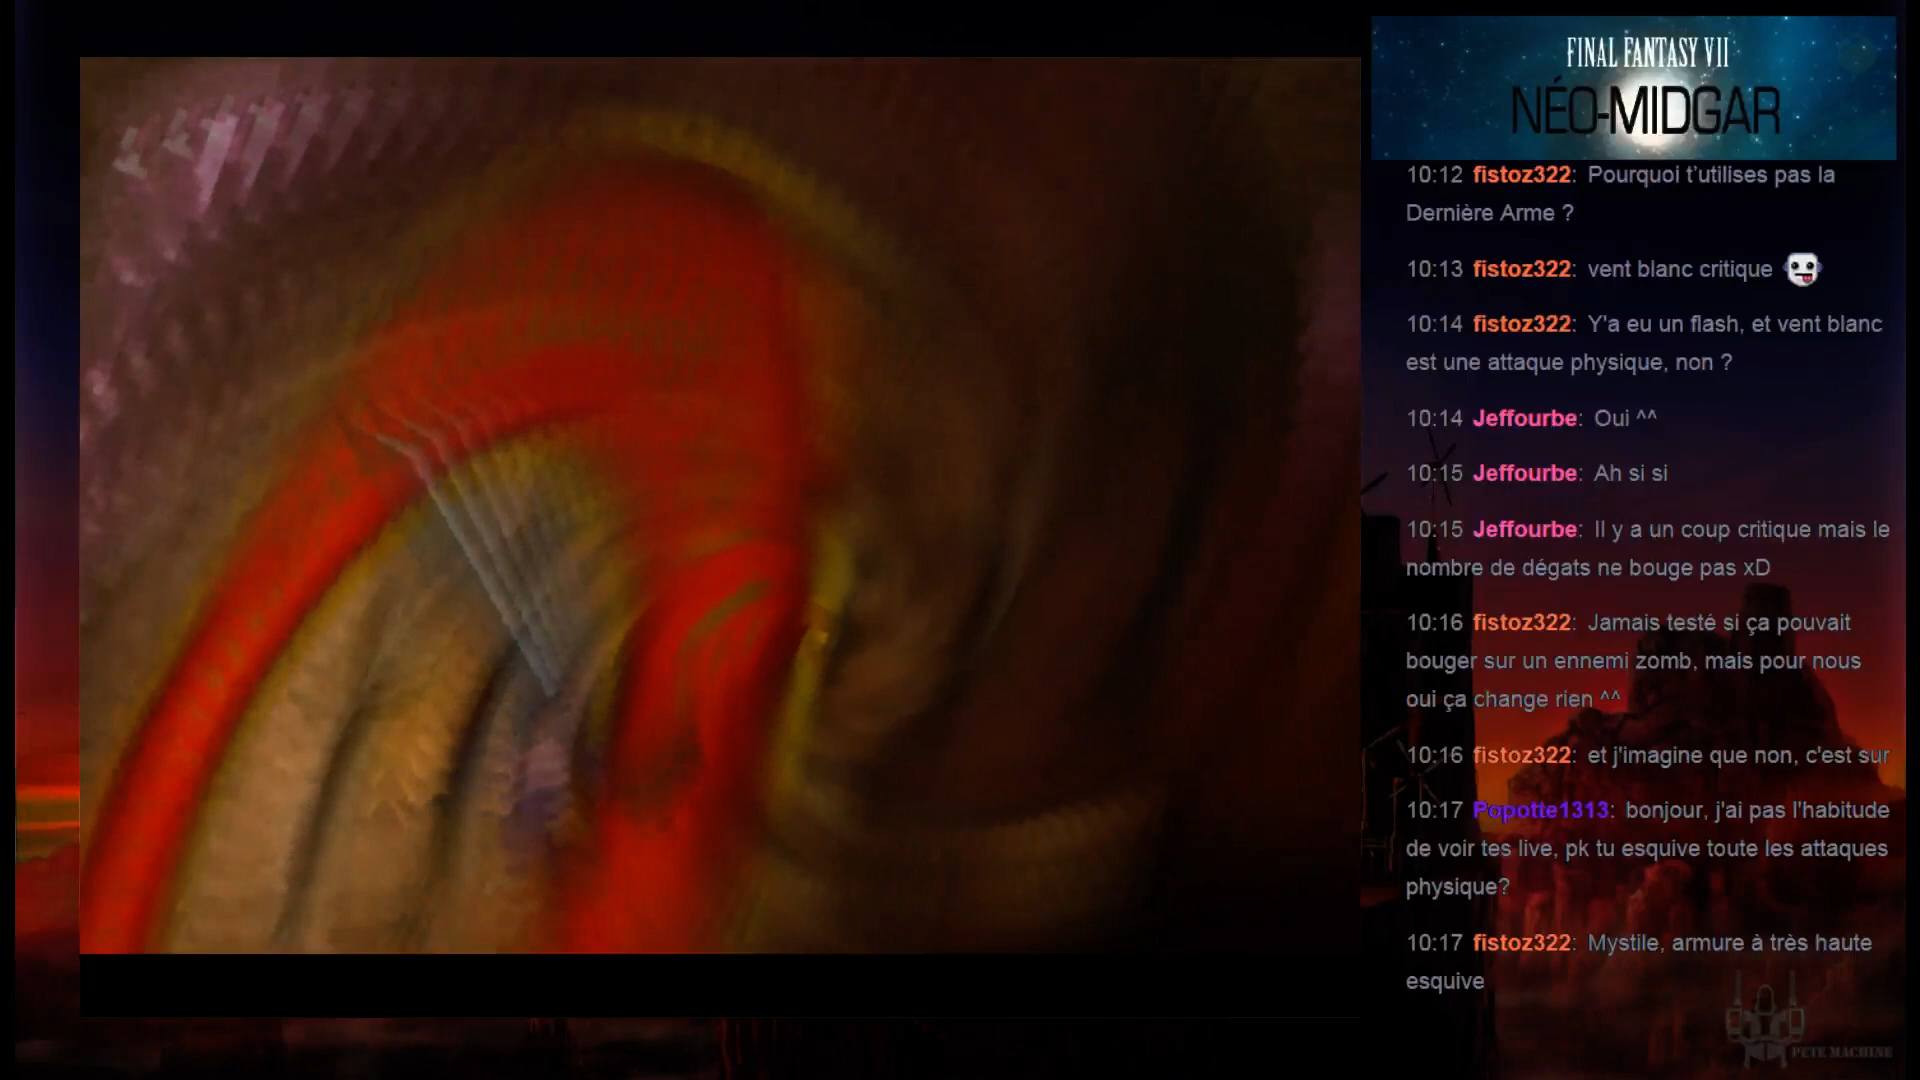 FINAL FANTASY VII
NÉO-MIDGAR
10:12 fistoz322: Pourquoi t'utilises pas la
Dernière Arme ?
10:13 fistoz322: vent blanc critique
10:14 fistoz322: Y'a eu un flash, et vent blanc
est une attaque physique, non ?
10:14 Jeffourbe: Oui ^^
10:15 Jeffourbe: Ah si si
10:15 Jeffourbe: Il y a un coup critique mais le
nombre de dégats ne bouge pas xD
10:16 fistoz322: Jamais testé si ça pouvait
bouger sur un ennemi zomb, mais pour nous
oui ça change rien ^^
10:16 fistoz322: et j'imagine que non, c'est sur
10:17 Popotte1313: bonjour, j'ai pas l'habitude
de voir tes live, pk tu esquive toute les attaques
physique?
10:17 fistoz322: Mystile, armure à très haute
esquive
PETE MACHINE